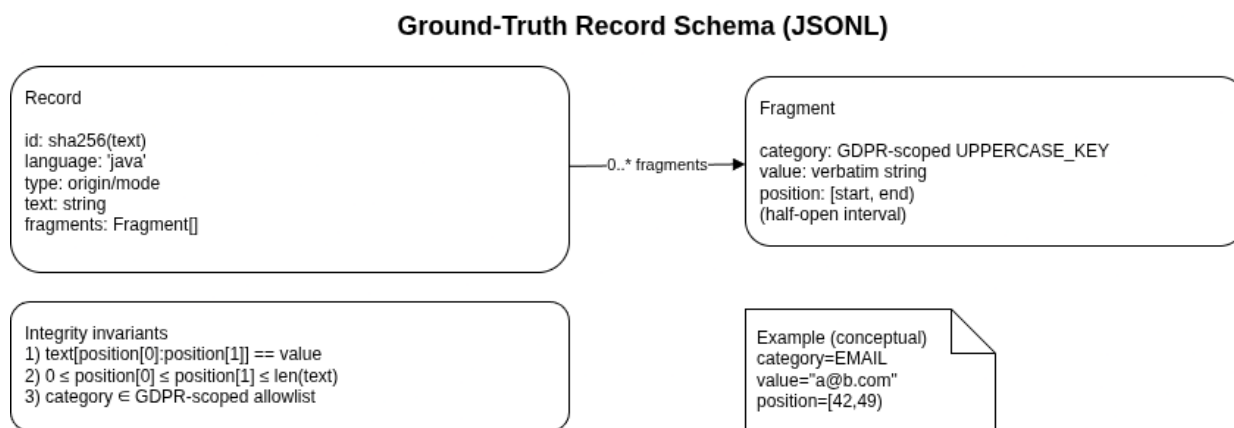 Ground-Truth Record Schema (JSONL)
Record
id: sha256(text)
language: 'java'
type: origin/mode
text: string
fragments: Fragment[]
0..* fragments
Fragment
category: GDPR-scoped UPPERCASE_KEY
value: verbatim string
position: [start, end)
(half-open interval)
Integrity invariants
1) text[position[0]:position[1]] == value
2) 0 ≤ position[0] ≤ position[1] ≤ len(text)
3) category ∈ GDPR-scoped allowlist
Example (conceptual)
category=EMAIL
value="a@b.com"
position=[42,49)